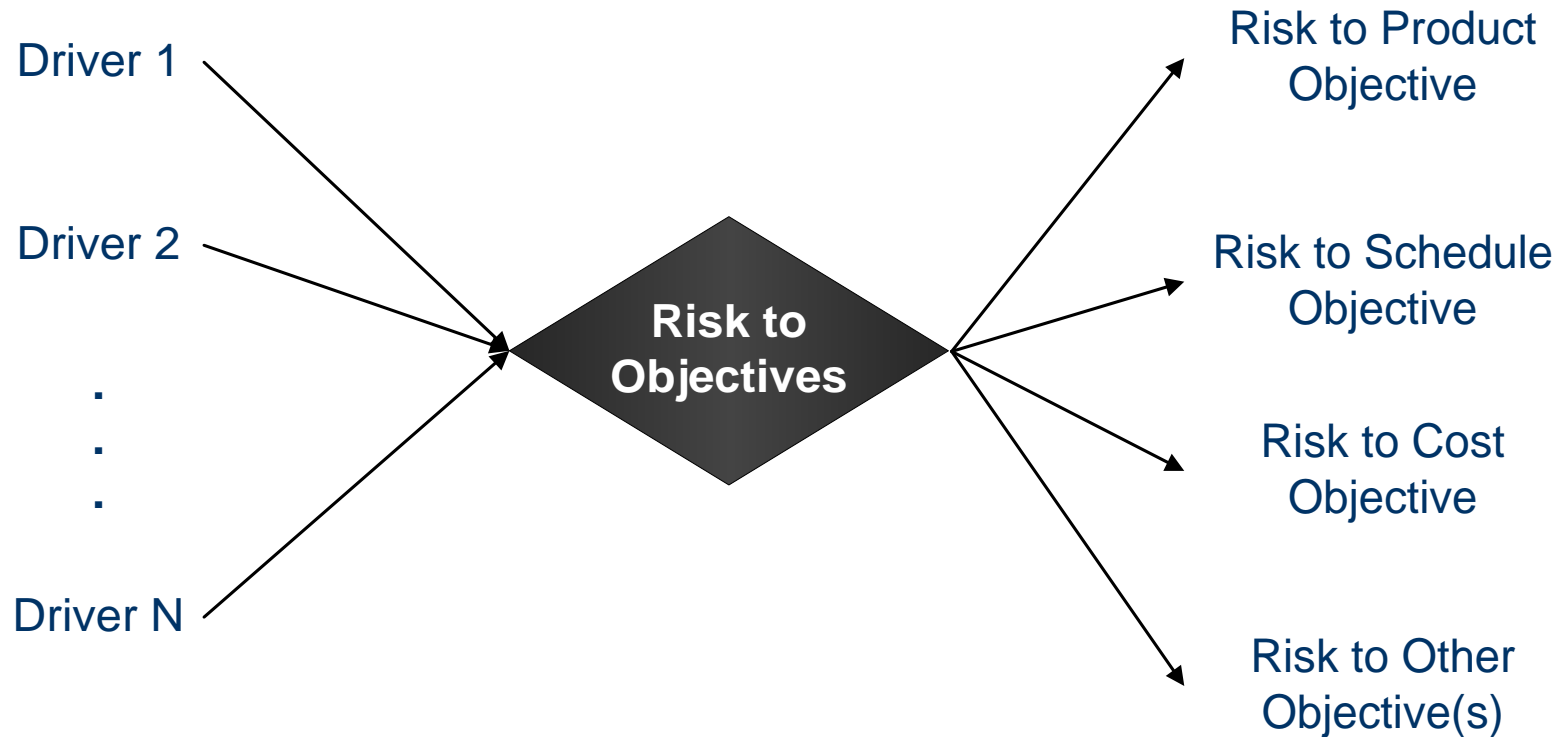 Driver 1
Driver 2
.
.
.
Driver N
Risk to
Objectives
Risk to Product
Objective
Risk to Schedule
Objective
Risk to Cost
Objective
Risk to Other
Objective(s)